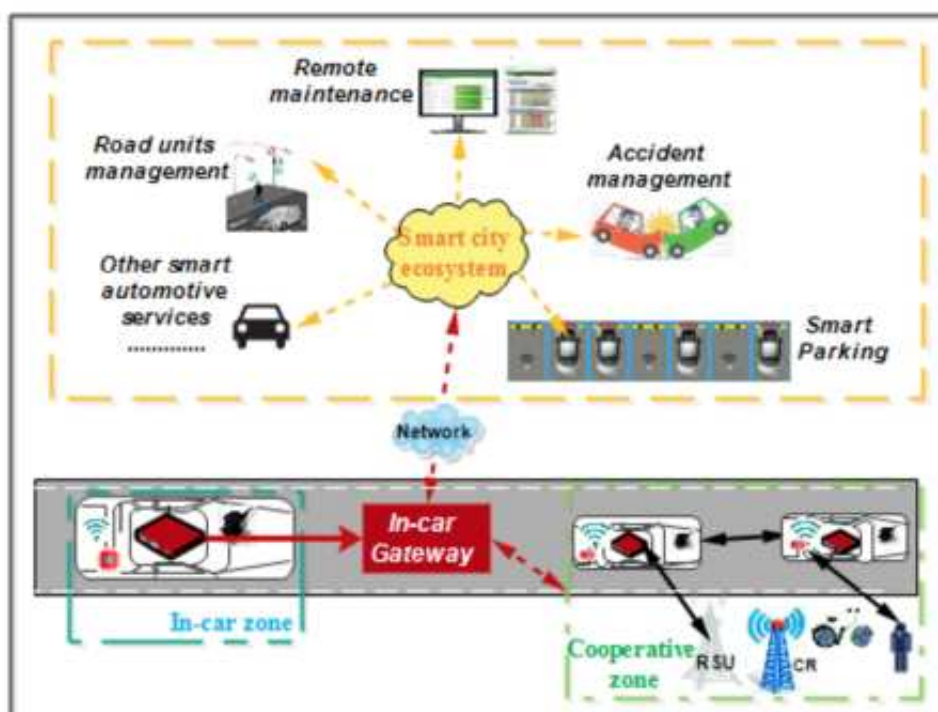 Remote
maintenance
Road units
management
Accident
management
Smart city
ecosystem
Other smart
automotive
services
.............
Smart
Parking
Network
In-car
Gateway
In-car zone
Cooperative
zone
RSU
CR